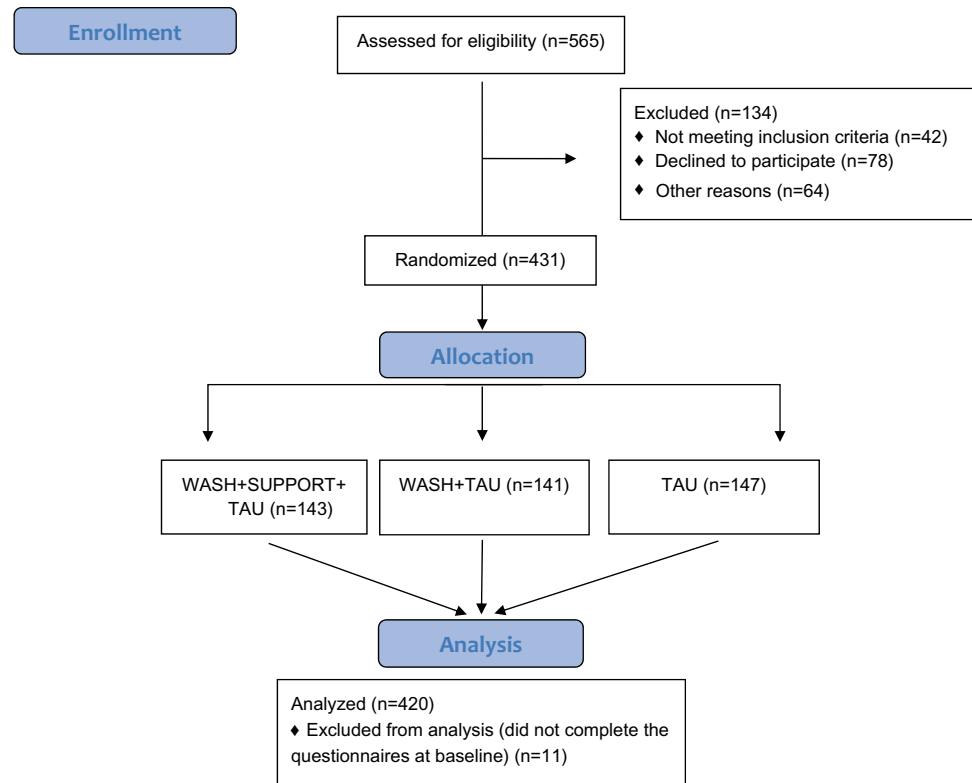 Enrollment
Assessed for eligibility (n=565)
Excluded (n=134)
♦ Not meeting inclusion criteria (n=42)
♦ Declined to participate (n=78)
♦ Other reasons (n=64)
Randomized (n=431)
Allocation
WASH+SUPPORT+
TAU (n=143)
WASH+TAU (n=141)
TAU (n=147)
Analysis
Analyzed (n=420)
♦ Excluded from analysis (did not complete the
questionnaires at baseline) (n=11)